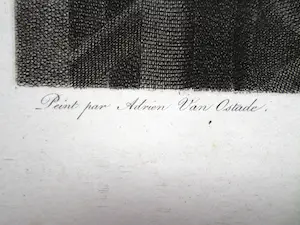 Peint par Adrien Van Ostade.